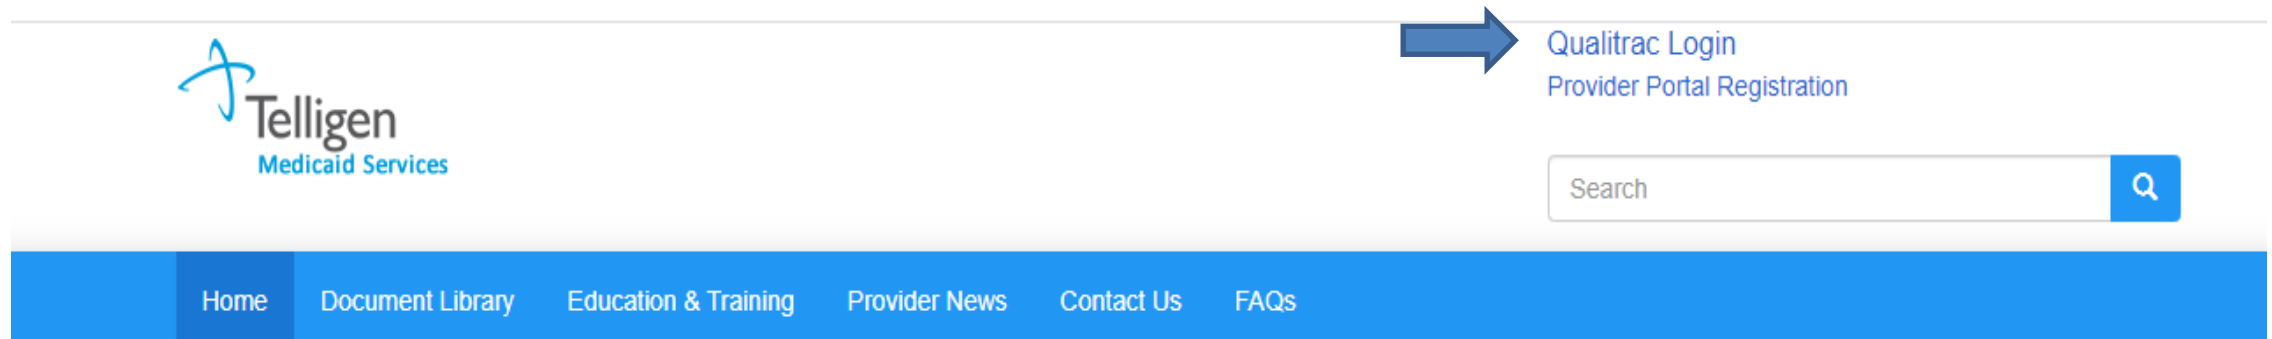 Qualitrac Login
Provider Portal Registration
Telligen
Medicaid Services
Search
Home Document Library Education & Training Provider News Contact Us FAQs